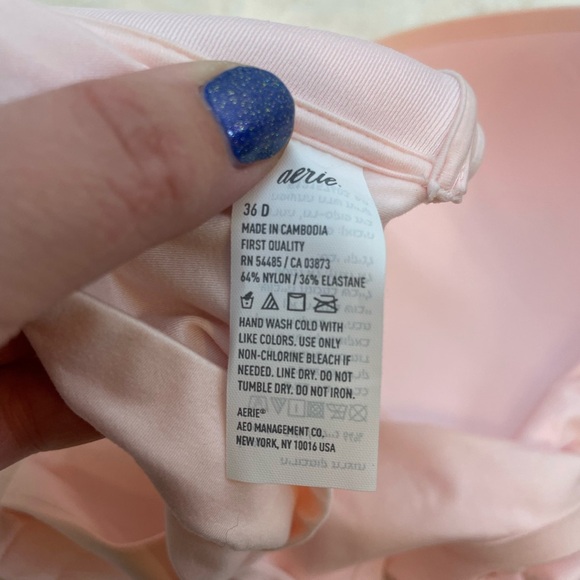 aerie.
36 D
MADE IN CAMBODIA
FIRST QUALITY
RN 54485 / CA 03873
64% NYLON / 36% ELASTANE
HAND WASH COLD WITH
LIKE COLORS. USE ONLY
NON-CHLORINE BLEACH IF
NEEDED. LINE DRY. DO NOT
TUMBLE DRY. DO NOT IRON.
AERIE®
AEO MANAGEMENT CO.
NEW YORK, NY 10016 USA